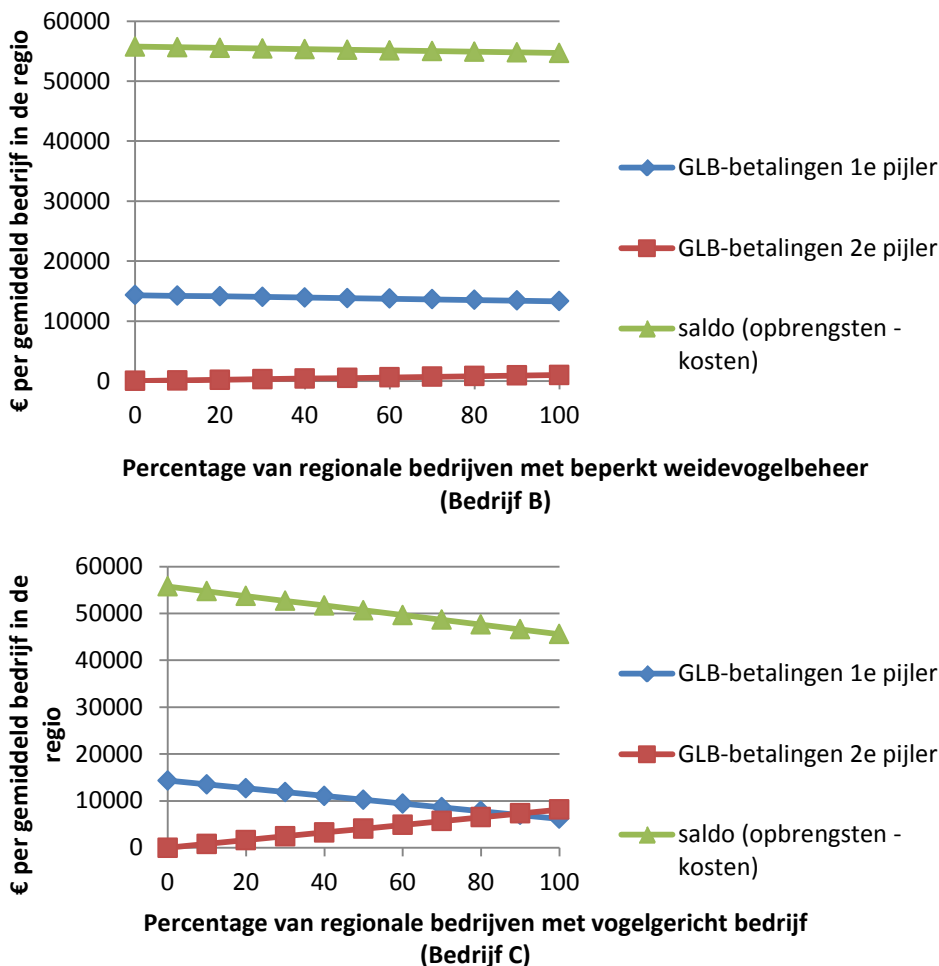 60000
50000
40000
30000
20000
10000
0
€ per gemiddeld bedrijf in de regio
0 20 40 60 80 100
Percentage van regionale bedrijven met beperkt weidevogelbeheer
(Bedrijf B)
GLB-betalingen 1e pijler
GLB-betalingen 2e pijler
saldo (opbrengsten -
kosten)
60000
50000
40000
30000
20000
10000
0
€ per gemiddeld bedrijf in de
regio
0 20 40 60 80 100
Percentage van regionale bedrijven met vogelgericht bedrijf
(Bedrijf C)
GLB-betalingen 1e pijler
GLB-betalingen 2e pijler
saldo (opbrengsten -
kosten)